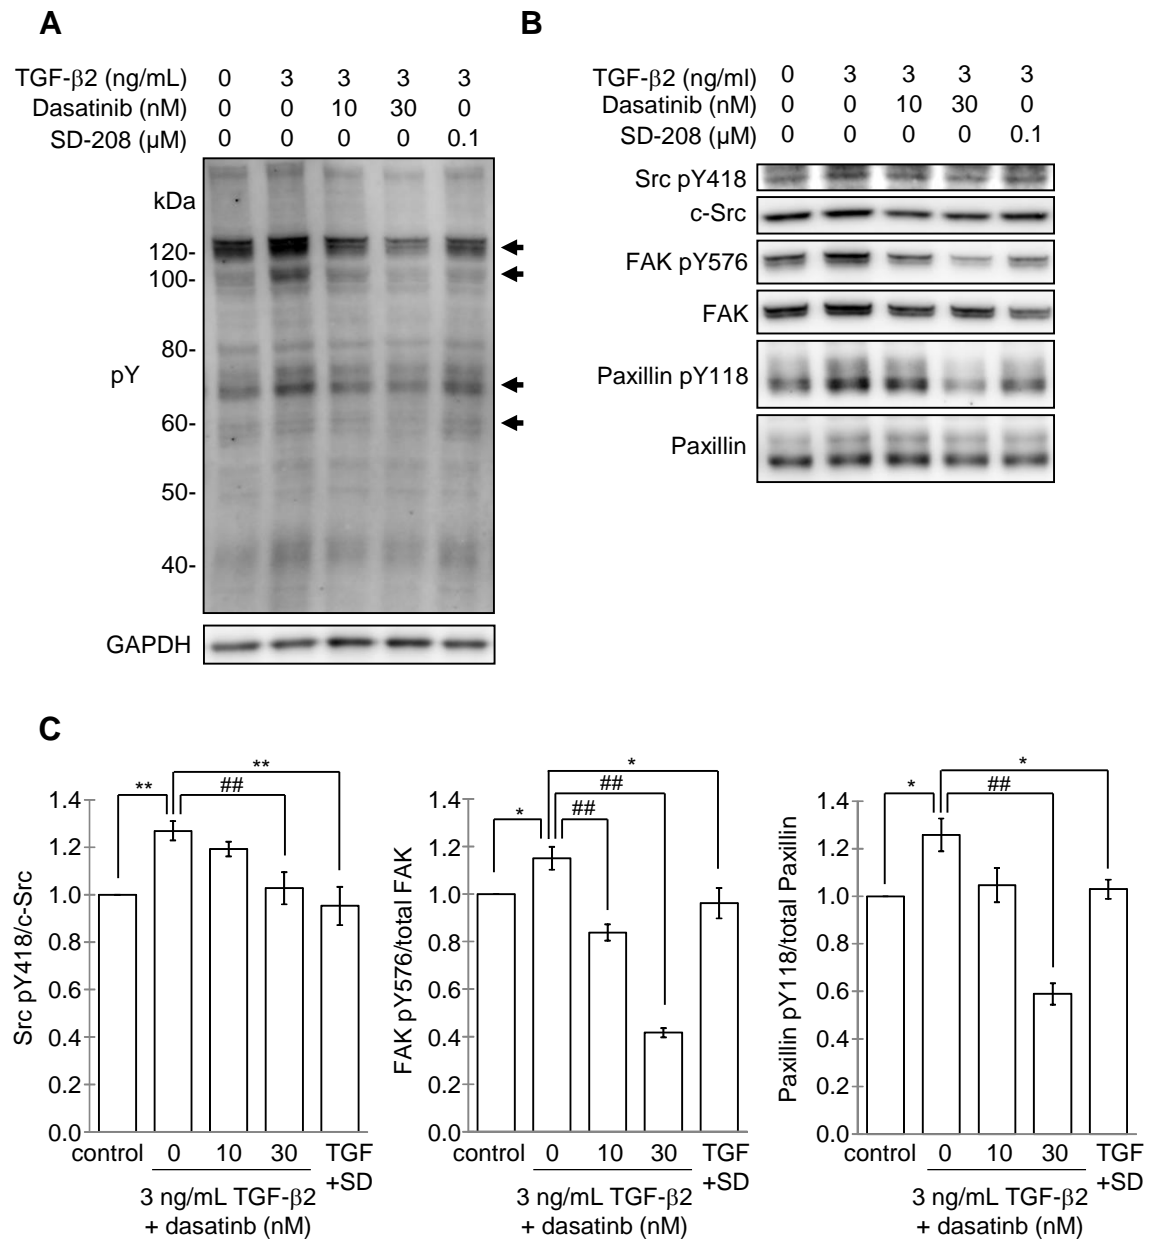 A
TGF-β2 (ng/mL) 0 3 3 3 3
Dasatinib (nM) 0 0 10 30 0
SD-208 (μM) 0 0 0 0 0.1
kDa
120-
100-
80-
pY
60-
50-
40-
GAPDH
B
TGF-β2 (ng/ml) 0 3 3 3 3
Dasatinib (nM) 0 0 10 30 0
SD-208 (μM) 0 0 0 0 0.1
Src pY418
c-Src
FAK pY576
FAK
Paxillin pY118
Paxillin
C
Src pY418/c-Src
1.4
1.2
1.0
0.8
0.6
0.4
0.2
0.0
**
##
**
control 0 10 30 TGF
+SD
3 ng/mL TGF-β2
+ dasatinb (nM)
FAK pY576/total FAK
1.4
1.2
1.0
0.8
0.6
0.4
0.2
0.0
*
##
##
*
control 0 10 30 TGF
+SD
3 ng/mL TGF-β2
+ dasatinb (nM)
Paxillin pY118/total Paxillin
1.4
1.2
1.0
0.8
0.6
0.4
0.2
0.0
*
##
*
control 0 10 30 TGF
+SD
3 ng/mL TGF-β2
+ dasatinb (nM)